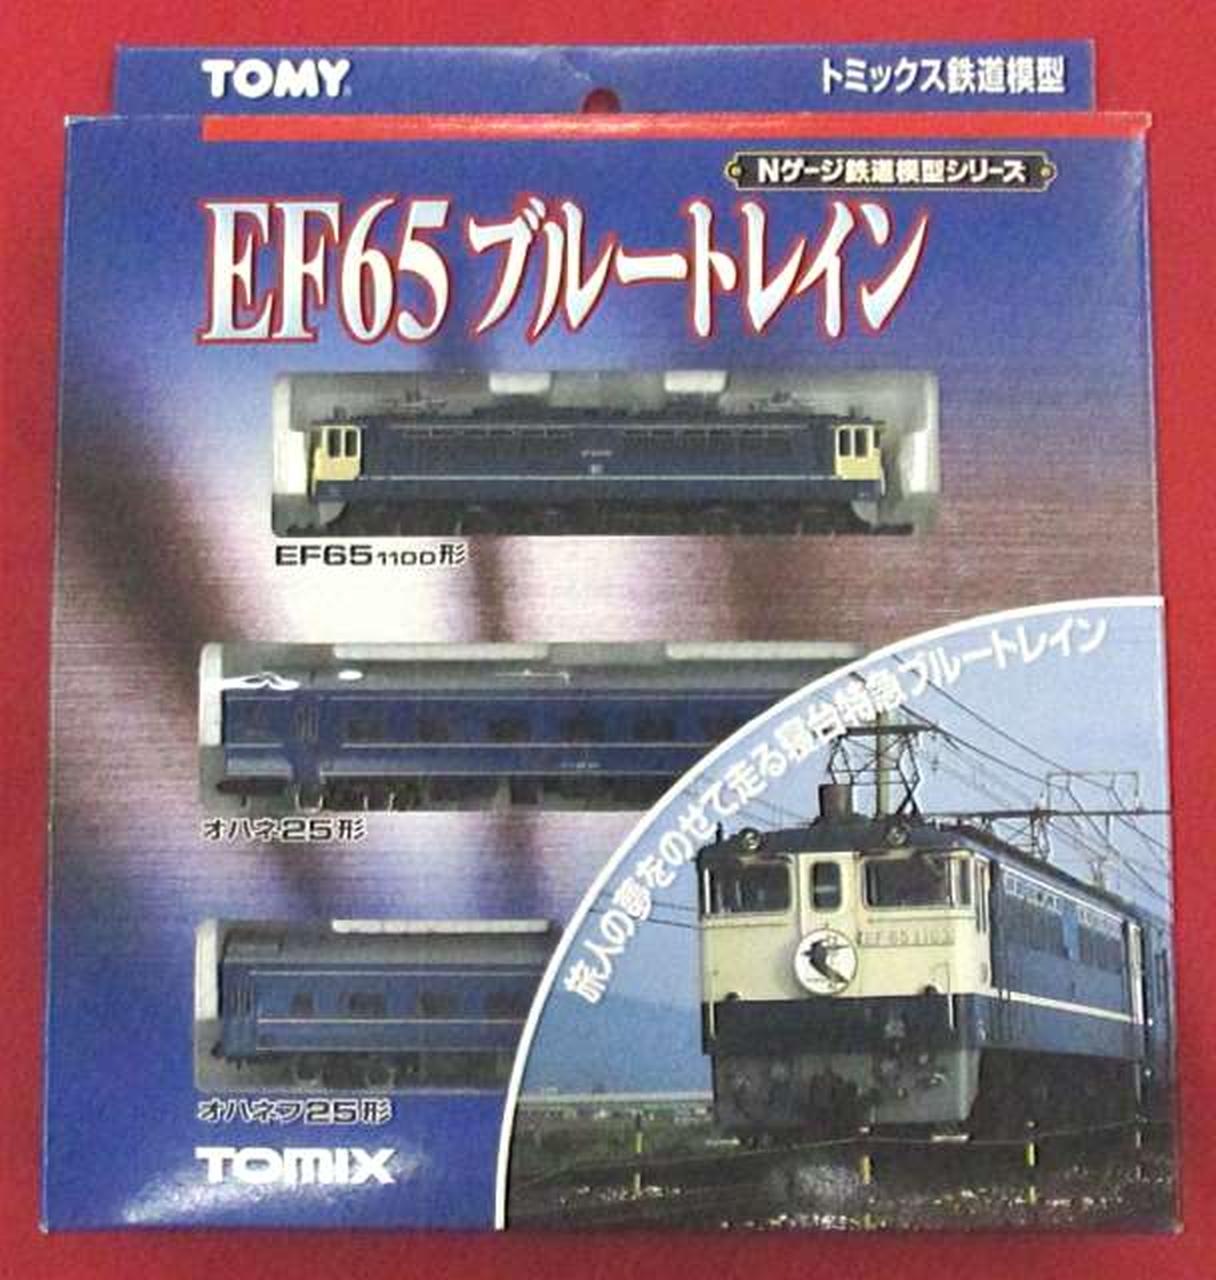 TOMY
トミックス鉄道模型
Nゲージ鉄道模型シリーズ
EF65 ブルートレイン
EF65 1100形
オハネ25形
旅人の夢をのせて走る寝台特急ブルートレイン
オハネフ25形
TOMIX